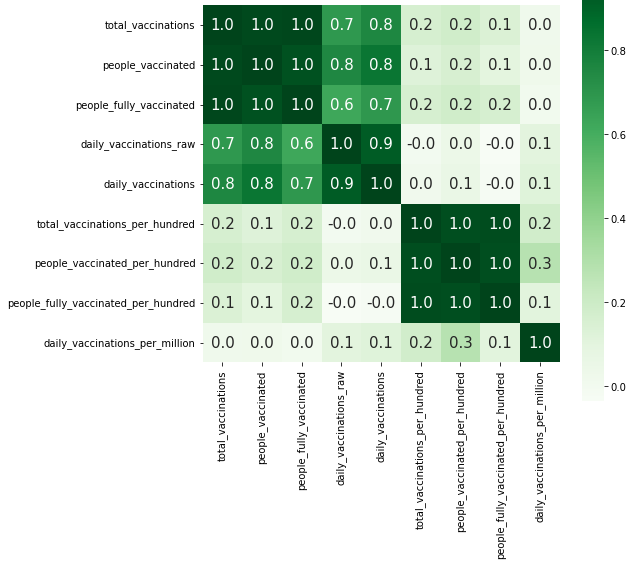 total_vaccinations 1.0 1.0 1.0 0.7 0.8 0.2 0.2 0.1 0.0
people_vaccinated 1.0 1.0 1.0 0.8 0.8 0.1 0.2 0.1 0.0
people_fully_vaccinated 1.0 1.0 1.0 0.6 0.7 0.2 0.2 0.2 0.0
daily_vaccinations_raw 0.7 0.8 0.6 1.0 0.9 -0.0 0.0 -0.0 0.1
daily_vaccinations 0.8 0.8 0.7 0.9 1.0 0.0 0.1 -0.0 0.1
total_vaccinations_per_hundred 0.2 0.1 0.2 -0.0 0.0 1.0 1.0 1.0 0.2
people_vaccinated_per_hundred 0.2 0.2 0.2 0.0 0.1 1.0 1.0 1.0 0.3
people_fully_vaccinated_per_hundred 0.1 0.1 0.2 -0.0 -0.0 1.0 1.0 1.0 0.1
daily_vaccinations_per_million 0.0 0.0 0.0 0.1 0.1 0.2 0.3 0.1 1.0
total_vaccinations
people_vaccinated
people_fully_vaccinated
daily_vaccinations_raw
daily_vaccinations
total_vaccinations_per_hundred
people_vaccinated_per_hundred
people_fully_vaccinated_per_hundred
daily_vaccinations_per_million
0.8
0.6
0.4
0.2
0.0